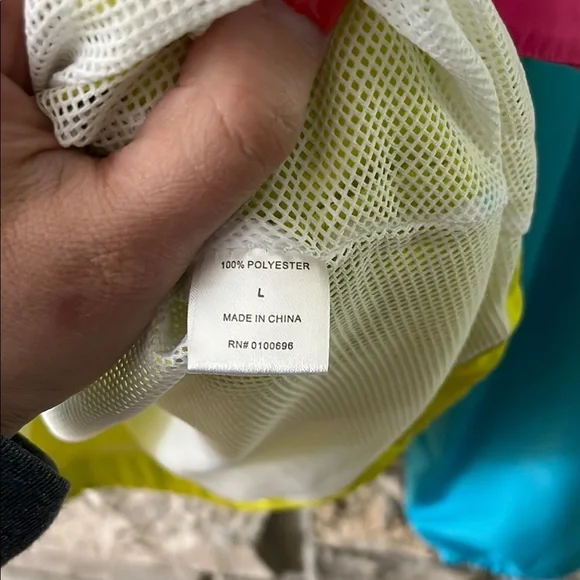 100% POLYESTER
L
MADE IN CHINA
RN# 0100696